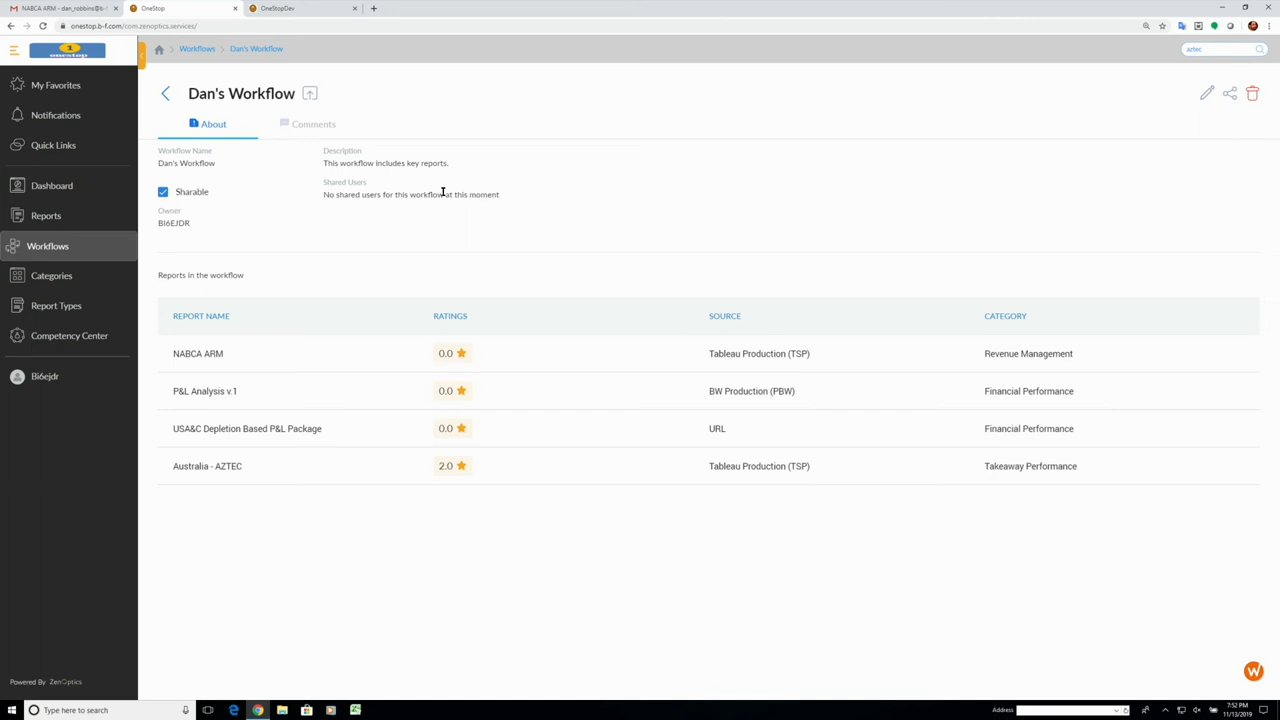 NABCA ARM - dan_robbins@b-f
OneStop
OneStopDev
onestop.b-f.com/com.zenoptics.services/
1
onestop
Workflows
Dan's Workflow
aztec
My Favorites
Notifications
Quick Links
Dashboard
Reports
Workflows
Categories
Report Types
Competency Center
Bi6ejdr
Powered By ZenOptics
Dan's Workflow
About
Comments
Workflow Name
Dan's Workflow
Description
This workflow includes key reports.
Sharable
Shared Users
No shared users for this workflow at this moment
Owner
BI6EJDR
Reports in the workflow
REPORT NAME RATINGS SOURCE CATEGORY
NABCA ARM 0.0 Tableau Production (TSP) Revenue Management
P&L Analysis v.1 0.0 BW Production (PBW) Financial Performance
USA&C Depletion Based P&L Package 0.0 URL Financial Performance
Australia - AZTEC 2.0 Tableau Production (TSP) Takeaway Performance
W
Type here to search
Address
7:52 PM
11/13/2019